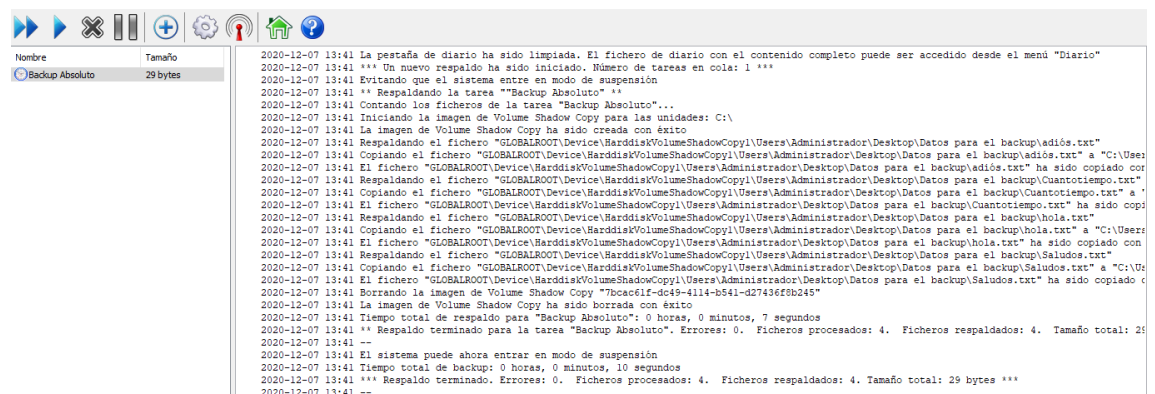 Nombre Tamaño
Backup Absoluto 29 bytes
2020-12-07 13:41 La pestaña de diario ha sido limpiada. El fichero de diario con el contenido completo puede ser accedido desde el menú "Diario"
2020-12-07 13:41 *** Un nuevo respaldo ha sido iniciado. Número de tareas en cola: 1 ***
2020-12-07 13:41 Evitando que el sistema entre en modo de suspensión
2020-12-07 13:41 ** Respaldando la tarea ""Backup Absoluto" **
2020-12-07 13:41 Contando los ficheros de la tarea "Backup Absoluto"...
2020-12-07 13:41 Iniciando la imagen de Volume Shadow Copy para las unidades: C:\
2020-12-07 13:41 La imagen de Volume Shadow Copy ha sido creada con éxito
2020-12-07 13:41 Respaldando el fichero "GLOBALROOT\Device\HarddiskVolumeShadowCopy1\Users\Administrador\Desktop\Datos para el backup\adiós.txt"
2020-12-07 13:41 Copiando el fichero "GLOBALROOT\Device\HarddiskVolumeShadowCopy1\Users\Administrador\Desktop\Datos para el backup\adiós.txt" a "C:\User
2020-12-07 13:41 El fichero "GLOBALROOT\Device\HarddiskVolumeShadowCopy1\Users\Administrador\Desktop\Datos para el backup\adiós.txt" ha sido copiado con
2020-12-07 13:41 Respaldando el fichero "GLOBALROOT\Device\HarddiskVolumeShadowCopy1\Users\Administrador\Desktop\Datos para el backup\Cuantotiempo.txt"
2020-12-07 13:41 Copiando el fichero "GLOBALROOT\Device\HarddiskVolumeShadowCopy1\Users\Administrador\Desktop\Datos para el backup\Cuantotiempo.txt" a "
2020-12-07 13:41 El fichero "GLOBALROOT\Device\HarddiskVolumeShadowCopy1\Users\Administrador\Desktop\Datos para el backup\Cuantotiempo.txt" ha sido copi
2020-12-07 13:41 Respaldando el fichero "GLOBALROOT\Device\HarddiskVolumeShadowCopy1\Users\Administrador\Desktop\Datos para el backup\hola.txt"
2020-12-07 13:41 Copiando el fichero "GLOBALROOT\Device\HarddiskVolumeShadowCopy1\Users\Administrador\Desktop\Datos para el backup\hola.txt" a "C:\Users
2020-12-07 13:41 El fichero "GLOBALROOT\Device\HarddiskVolumeShadowCopy1\Users\Administrador\Desktop\Datos para el backup\hola.txt" ha sido copiado con
2020-12-07 13:41 Respaldando el fichero "GLOBALROOT\Device\HarddiskVolumeShadowCopy1\Users\Administrador\Desktop\Datos para el backup\Saludos.txt"
2020-12-07 13:41 Copiando el fichero "GLOBALROOT\Device\HarddiskVolumeShadowCopy1\Users\Administrador\Desktop\Datos para el backup\Saludos.txt" a "C:\Us
2020-12-07 13:41 El fichero "GLOBALROOT\Device\HarddiskVolumeShadowCopy1\Users\Administrador\Desktop\Datos para el backup\Saludos.txt" ha sido copiado c
2020-12-07 13:41 Borrando la imagen de Volume Shadow Copy "7bcac61f-dc49-4114-b541-d27436f8b245"
2020-12-07 13:41 La imagen de Volume Shadow Copy ha sido borrada con éxito
2020-12-07 13:41 Tiempo total de respaldo para "Backup Absoluto": 0 horas, 0 minutos, 7 segundos
2020-12-07 13:41 ** Respaldo terminado para la tarea "Backup Absoluto". Errores: 0. Ficheros procesados: 4. Ficheros respaldados: 4. Tamaño total: 29
2020-12-07 13:41 --
2020-12-07 13:41 El sistema puede ahora entrar en modo de suspensión
2020-12-07 13:41 Tiempo total de backup: 0 horas, 0 minutos, 10 segundos
2020-12-07 13:41 *** Respaldo terminado. Errores: 0. Ficheros procesados: 4. Ficheros respaldados: 4. Tamaño total: 29 bytes ***
2020-12-07 13:41 --